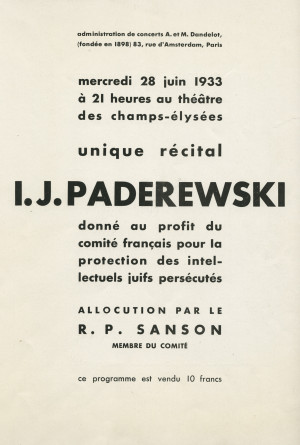 administration de concerts A. et M. Dandelot,
(fondée en 1898) 83, rue d'Amsterdam, Paris
mercredi 28 juin 1933
à 21 heures au théâtre
des champs-élysées
unique récital
I.J. PADEREWSKI
donné au profit du
comité français pour la
protection des intel-
lectuels juifs persécutés
ALLOCUTION PAR LE
R. P. SANSON
MEMBRE DU COMITÉ
ce programme est vendu 10 francs